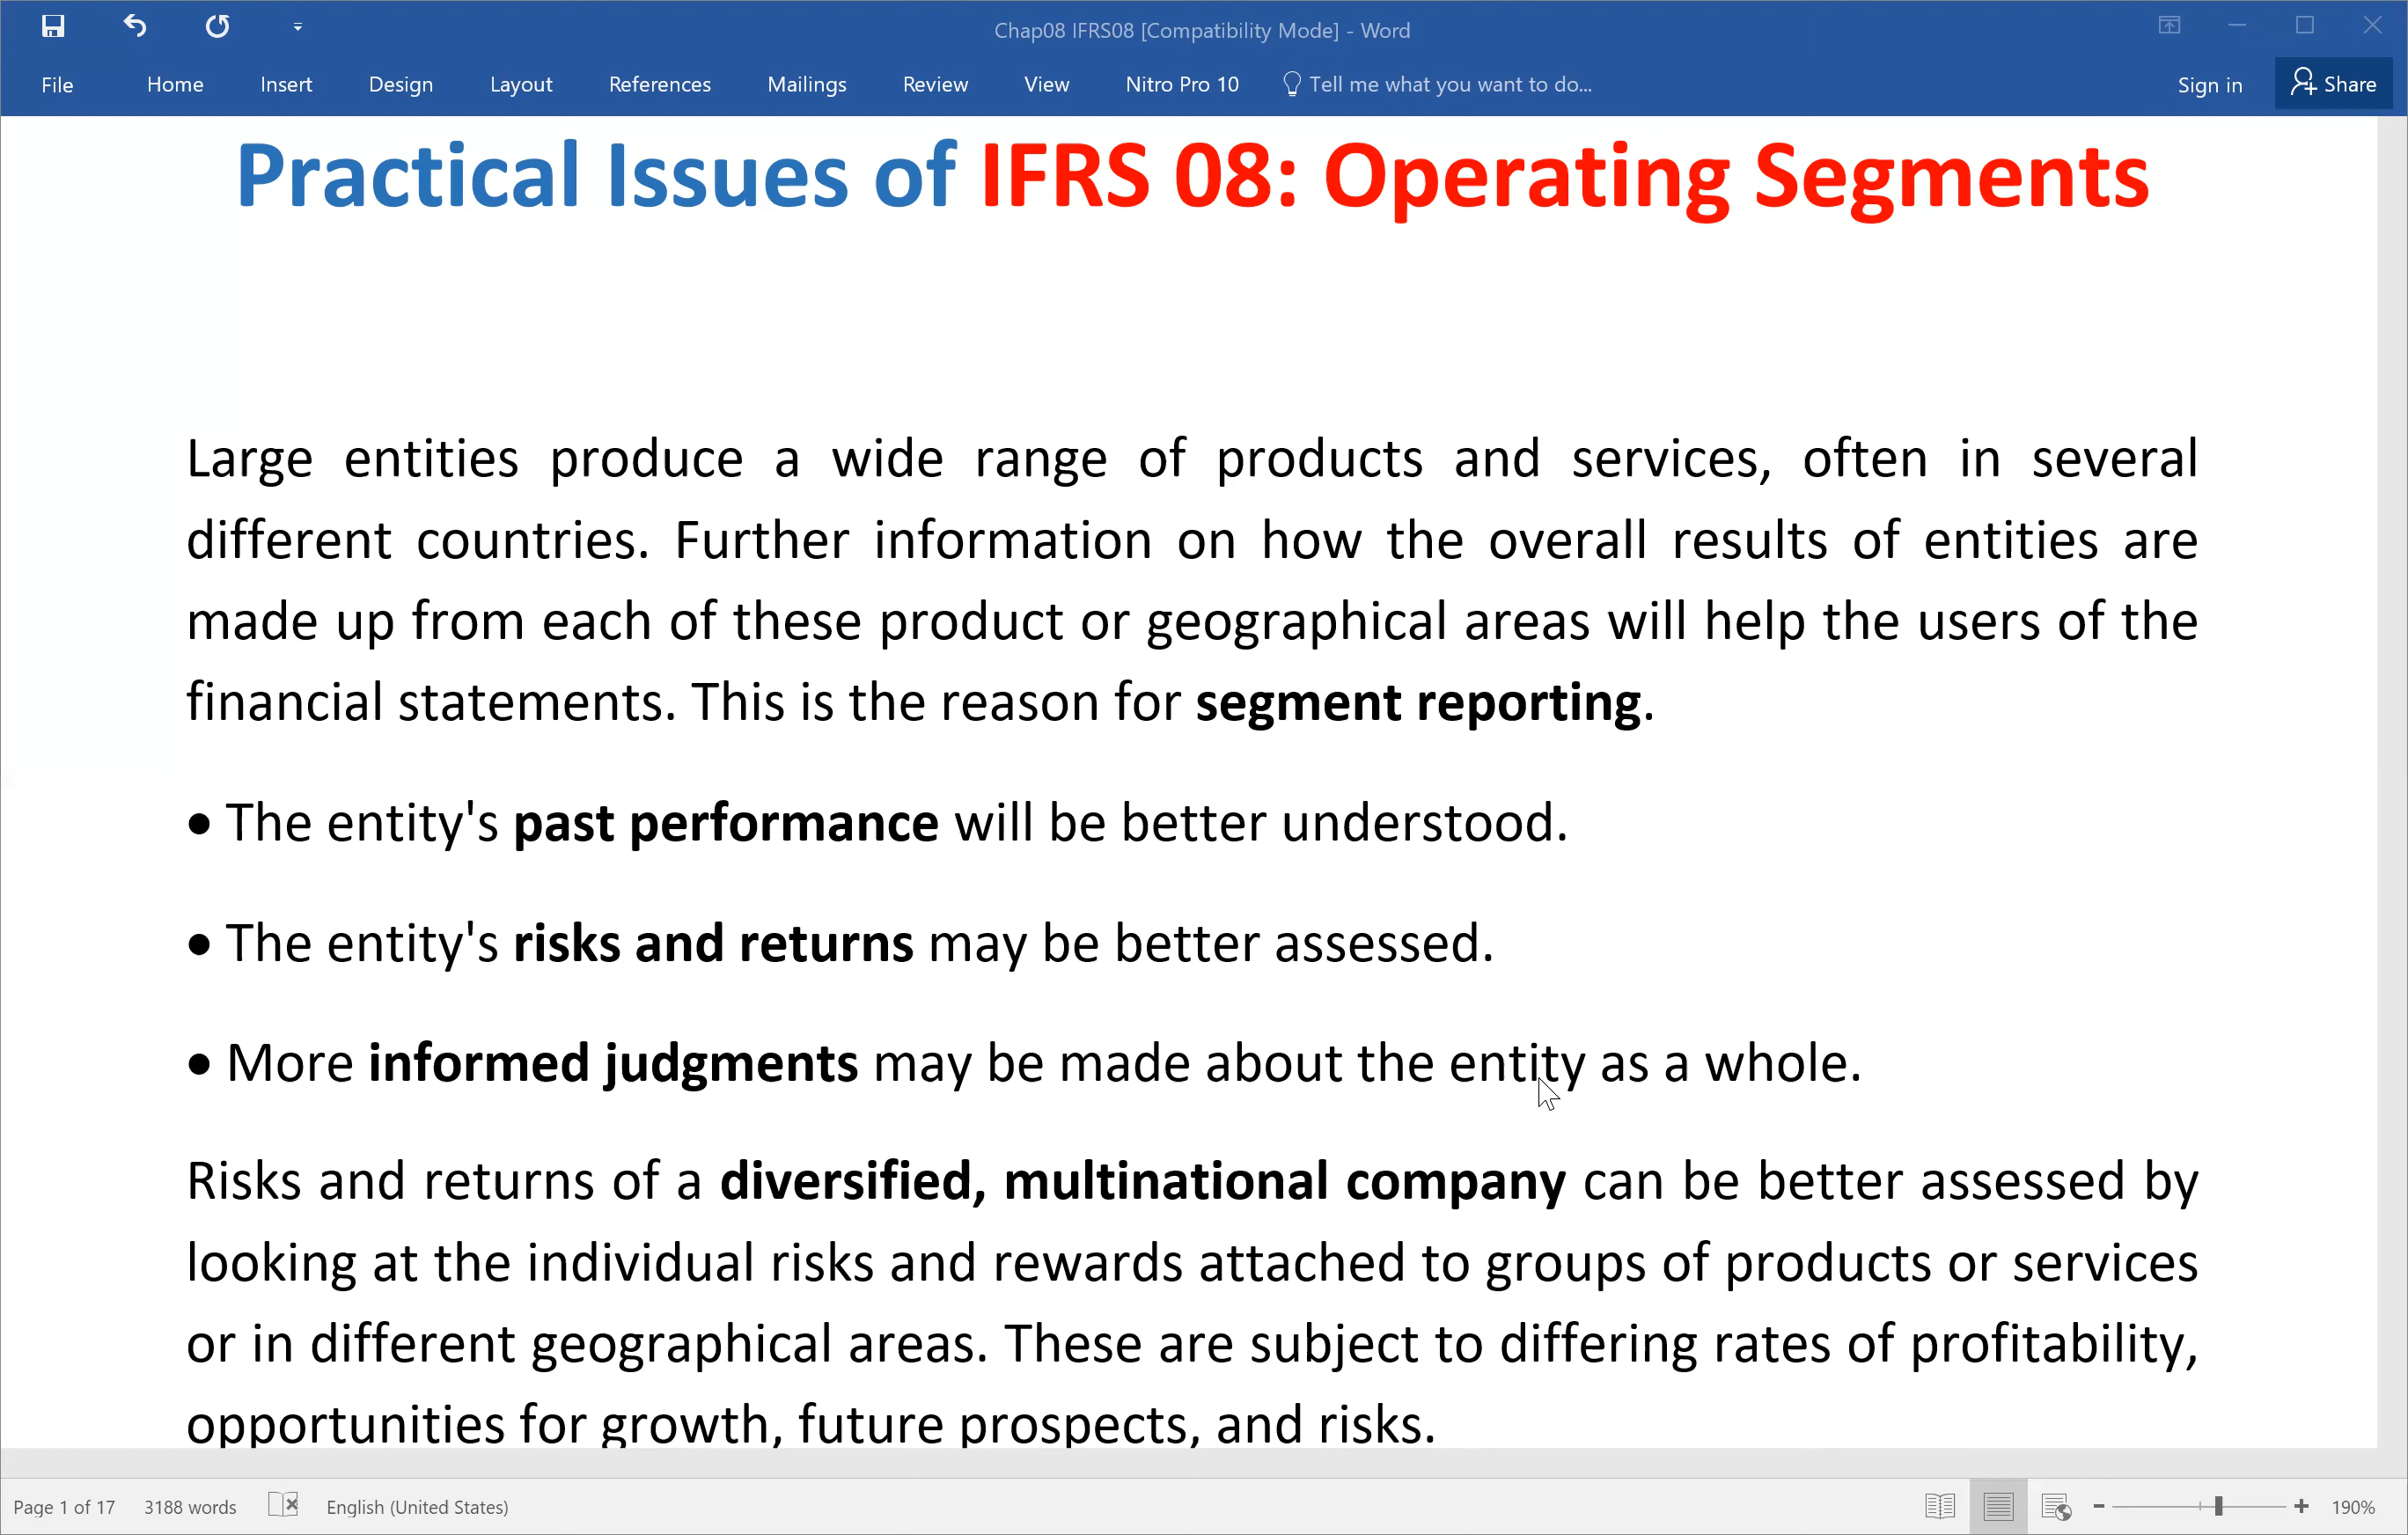 Chap08 IFRS08 [Compatibility Mode] - Word
File Home Insert Design Layout References Mailings Review View Nitro Pro 10 Tell me what you want to do... Sign in Share
Practical Issues of IFRS 08: Operating Segments
Large entities produce a wide range of products and services, often in several
different countries. Further information on how the overall results of entities are
made up from each of these product or geographical areas will help the users of the
financial statements. This is the reason for segment reporting.
• The entity's past performance will be better understood.
• The entity's risks and returns may be better assessed.
• More informed judgments may be made about the entity as a whole.
Risks and returns of a diversified, multinational company can be better assessed by
looking at the individual risks and rewards attached to groups of products or services
or in different geographical areas. These are subject to differing rates of profitability,
opportunities for growth, future prospects, and risks.
Page 1 of 17 3188 words English (United States) 190%